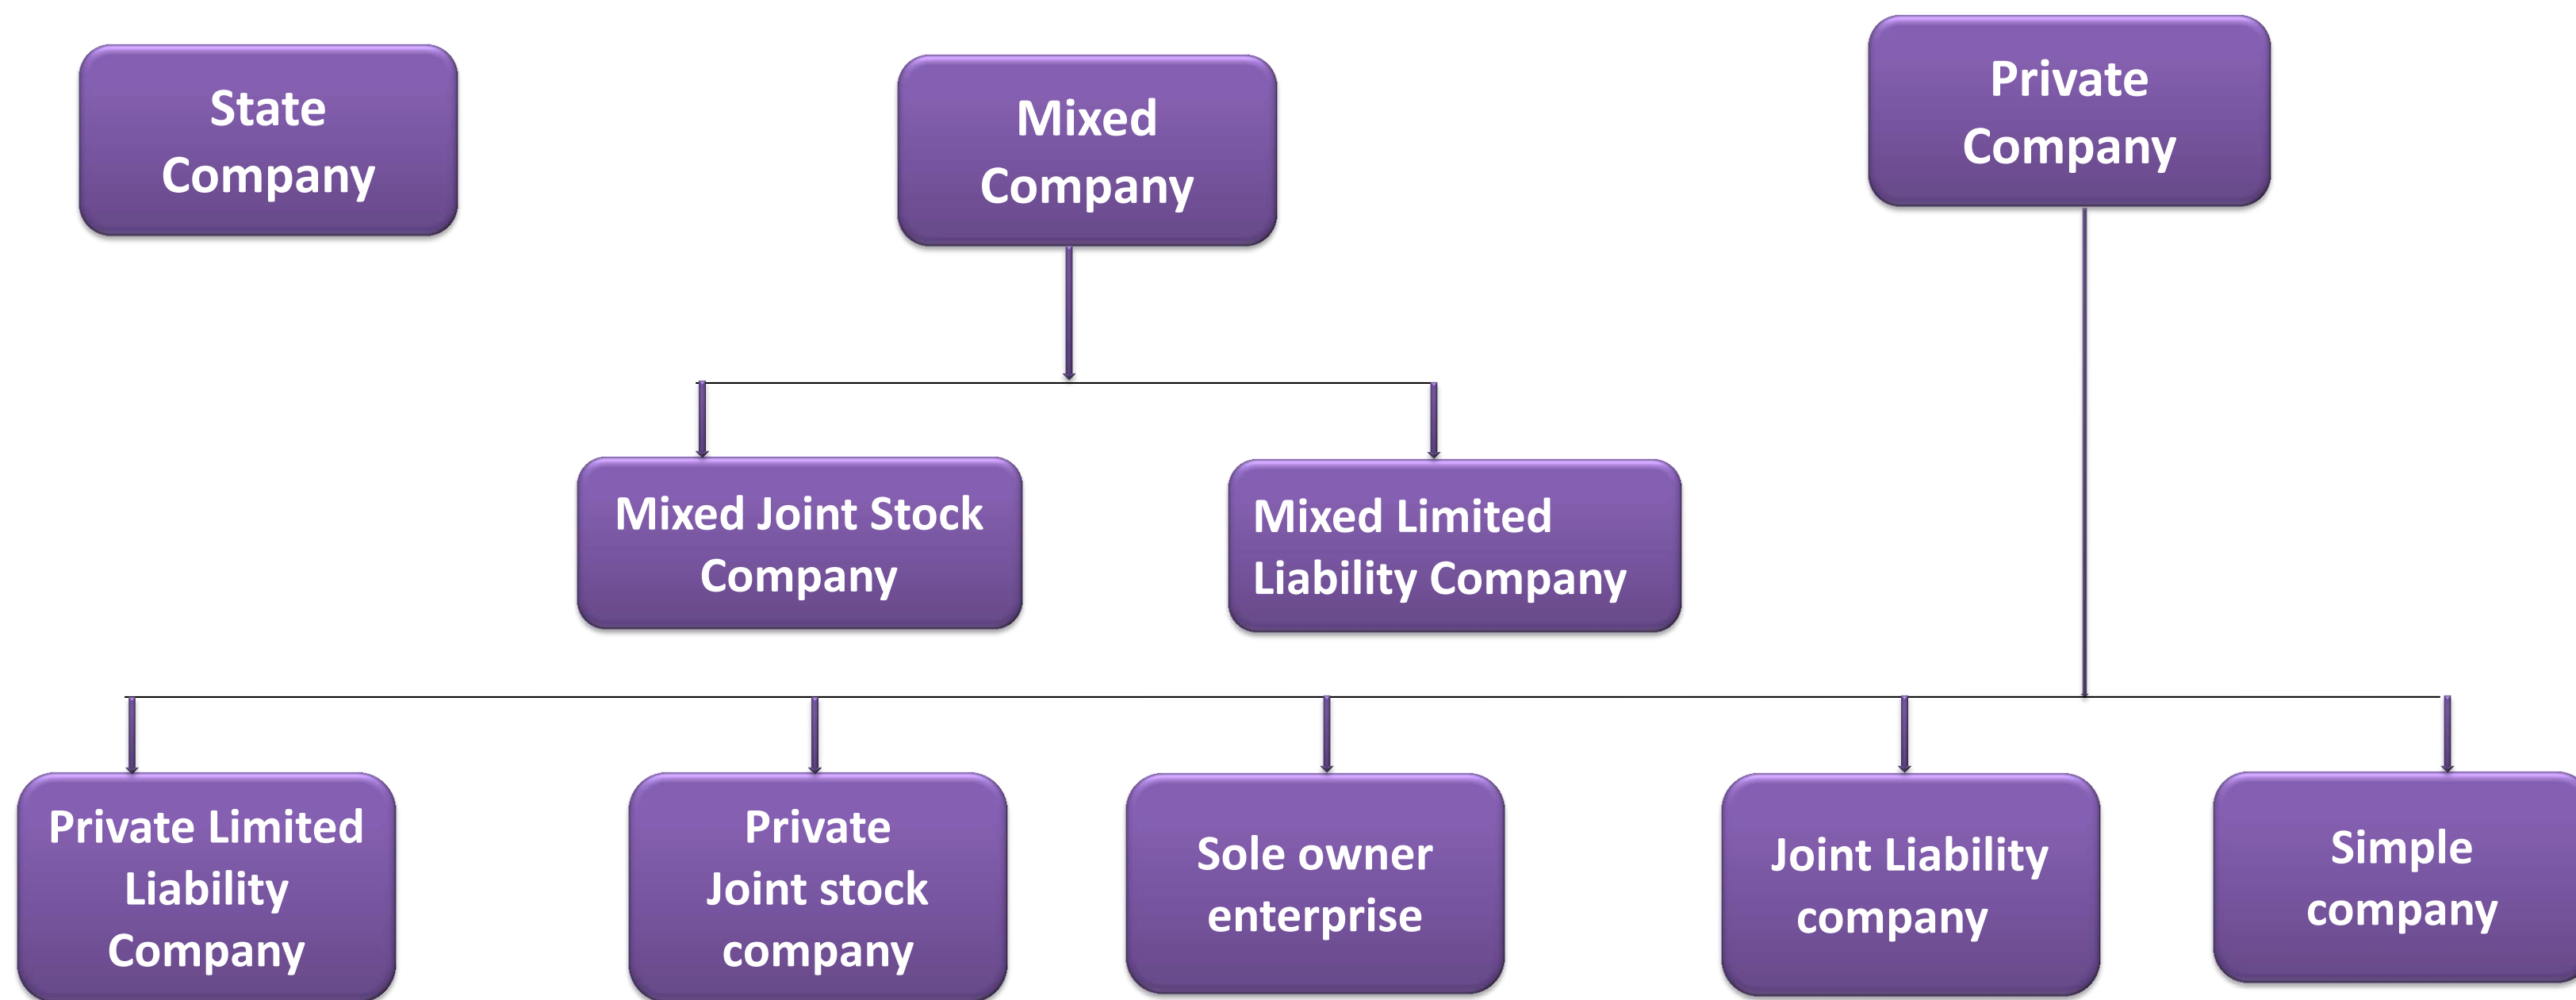 State
Company
Mixed
Company
Private
Company
Mixed Joint Stock
Company
Mixed Limited
Liability Company
Private Limited
Liability
Company
Private
Joint stock
company
Sole owner
enterprise
Joint Liability
company
Simple
company